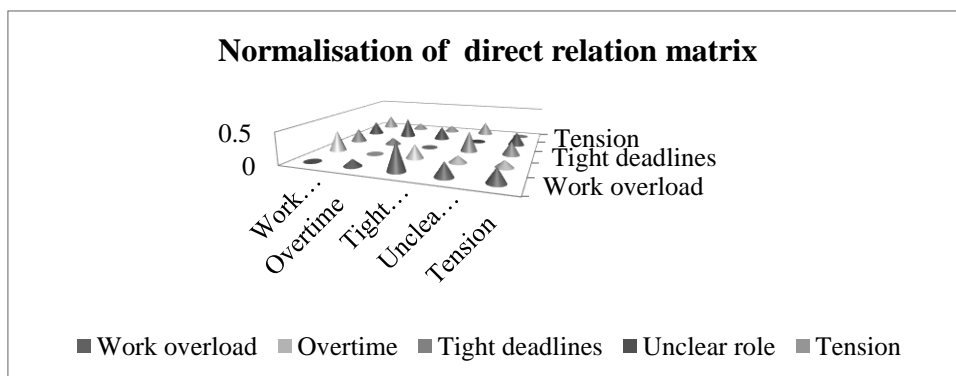 Normalisation of direct relation matrix
0.5
0
Tension
Tight deadlines
Work overload
Work…
Overtime
Tight…
Unclea…
Tension
Work overload Overtime Tight deadlines Unclear role Tension